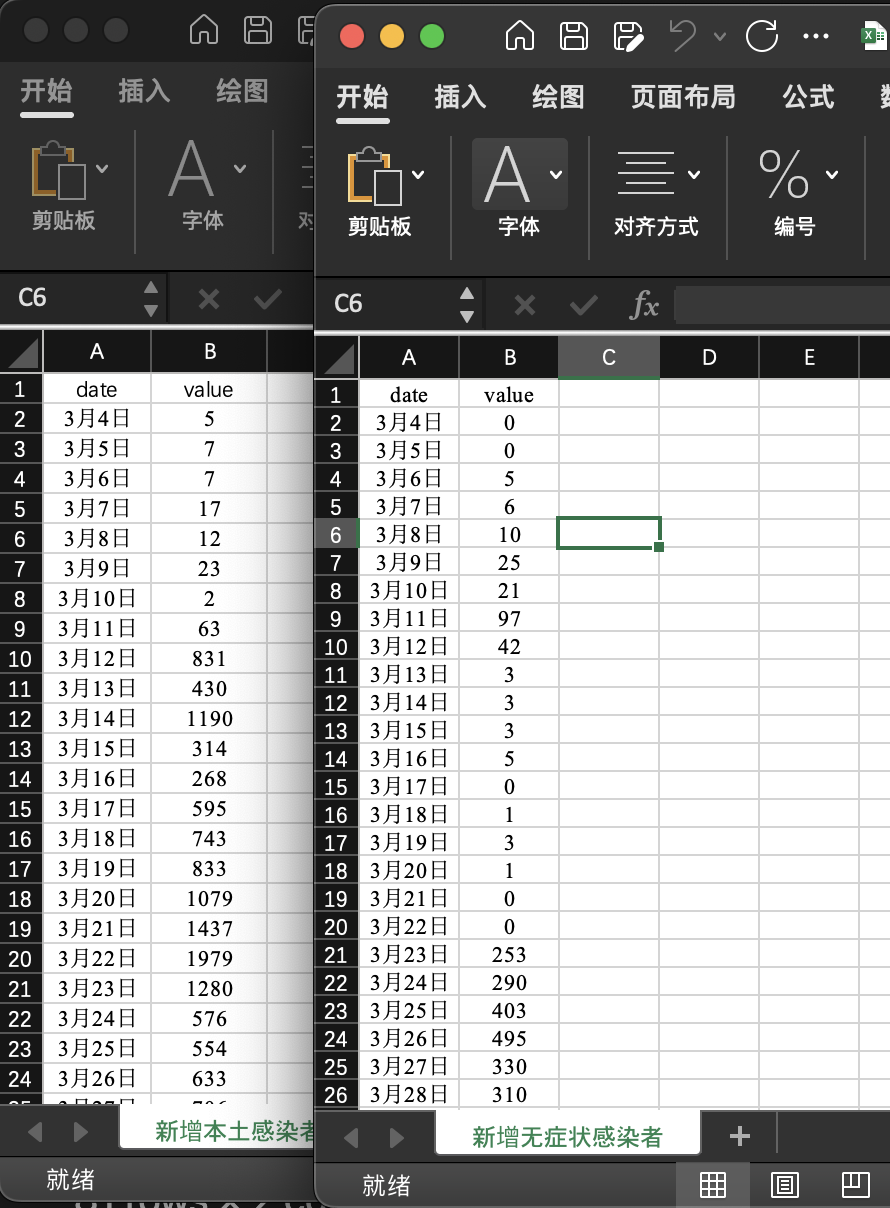 开始 插入 绘图
剪贴板 字体
C6
A B
1 date value
2 3月4日 5
3 3月5日 7
4 3月6日 7
5 3月7日 17
6 3月8日 12
7 3月9日 23
8 3月10日 2
9 3月11日 63
10 3月12日 831
11 3月13日 430
12 3月14日 1190
13 3月15日 314
14 3月16日 268
15 3月17日 595
16 3月18日 743
17 3月19日 833
18 3月20日 1079
19 3月21日 1437
20 3月22日 1979
21 3月23日 1280
22 3月24日 576
23 3月25日 554
24 3月26日 633
新增本土感染者
就绪
开始 插入 绘图 页面布局 公式
剪贴板 字体 对齐方式 编号
C6 fx
A B C D E
1 date value
2 3月4日 0
3 3月5日 0
4 3月6日 5
5 3月7日 6
6 3月8日 10
7 3月9日 25
8 3月10日 21
9 3月11日 97
10 3月12日 42
11 3月13日 3
12 3月14日 3
13 3月15日 3
14 3月16日 5
15 3月17日 0
16 3月18日 1
17 3月19日 3
18 3月20日 1
19 3月21日 0
20 3月22日 0
21 3月23日 253
22 3月24日 290
23 3月25日 403
24 3月26日 495
25 3月27日 330
26 3月28日 310
新增无症状感染者
就绪